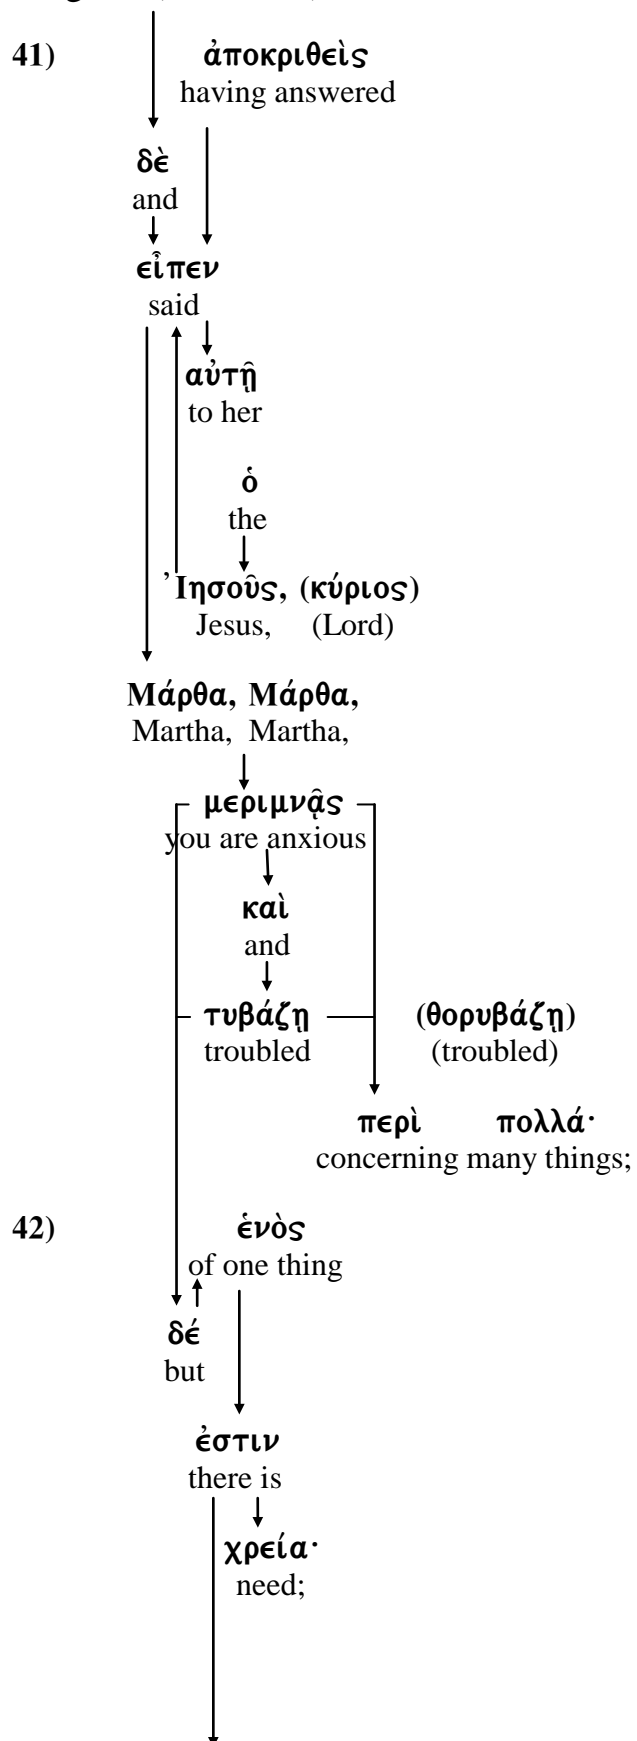 41) ἀποκριθεὶς
having answered
δὲ
and
εἶπεν
said
αὐτῇ
to her
ὁ
the
Ἰησοῦς, (κύριος)
Jesus, (Lord)
Μάρθα, Μάρθα,
Martha, Martha,
μεριμνᾷς
you are anxious
καὶ
and
τυβάζῃ (θορυβάζῃ)
troubled (troubled)
περὶ πολλά·
concerning many things;
42) ἑνὸς
of one thing
δέ
but
ἐστιν
there is
χρεία·
need;